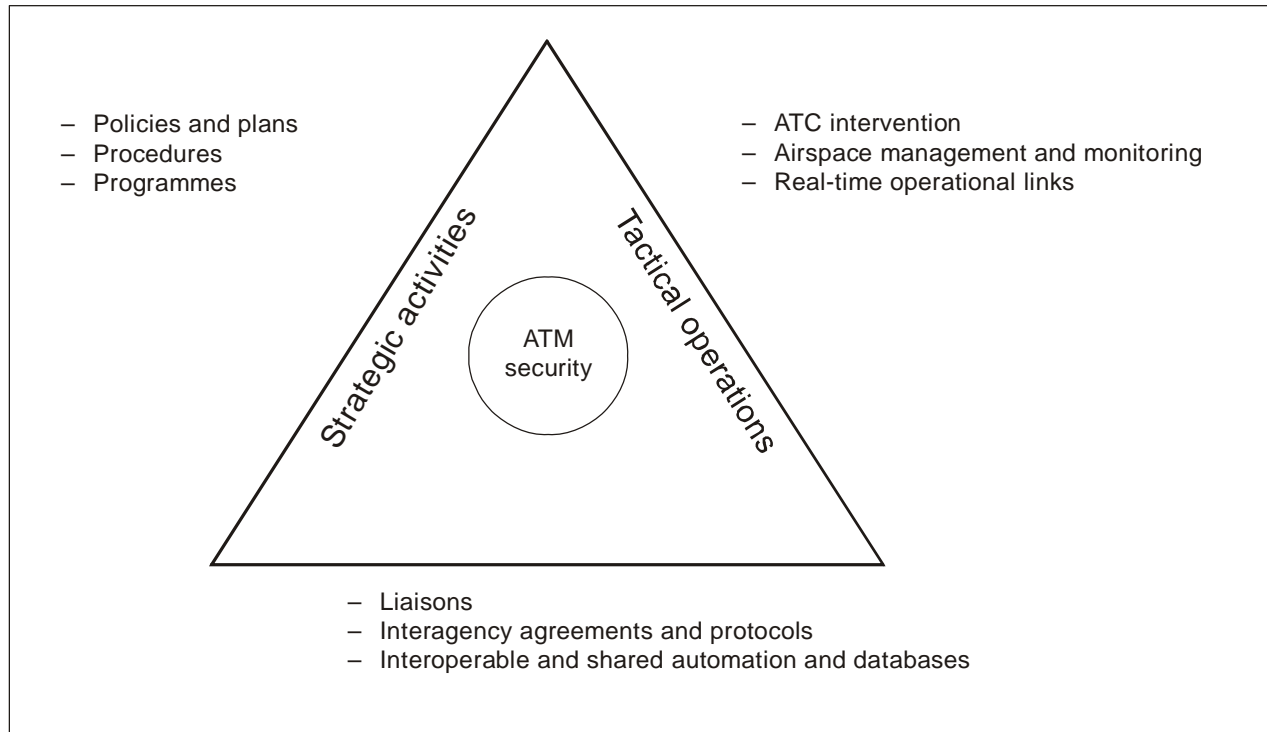 – Policies and plans
– Procedures
– Programmes
– ATC intervention
– Airspace management and monitoring
– Real-time operational links
Strategic activities
Tactical operations
ATM
security
– Liaisons
– Interagency agreements and protocols
– Interoperable and shared automation and databases